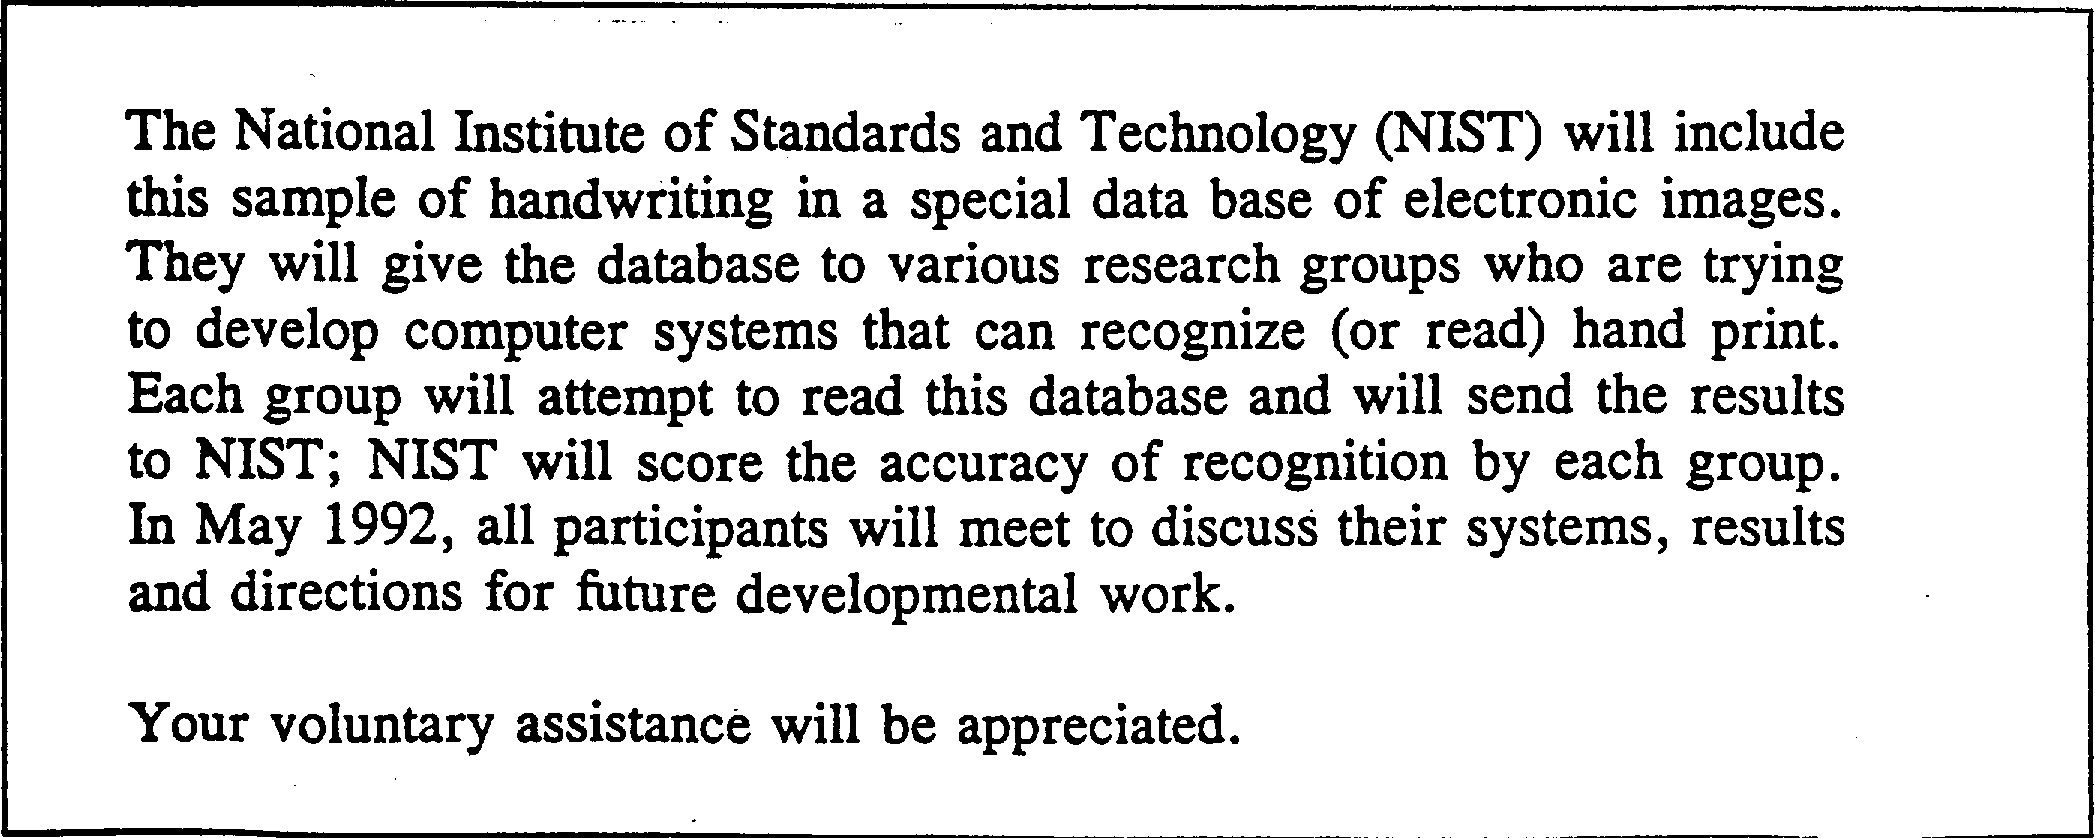 The National Institute of Standards and Technology (NIST) will include
this sample of handwriting in a special data base of electronic images.
They will give the database to various research groups who are trying
to develop computer systems that can recognize (or read) hand print.
Each group will attempt to read this database and will send the results
to NIST; NIST will score the accuracy of recognition by each group.
In May 1992, all participants will meet to discuss their systems, results
and directions for future developmental work.
Your voluntary assistance will be appreciated.